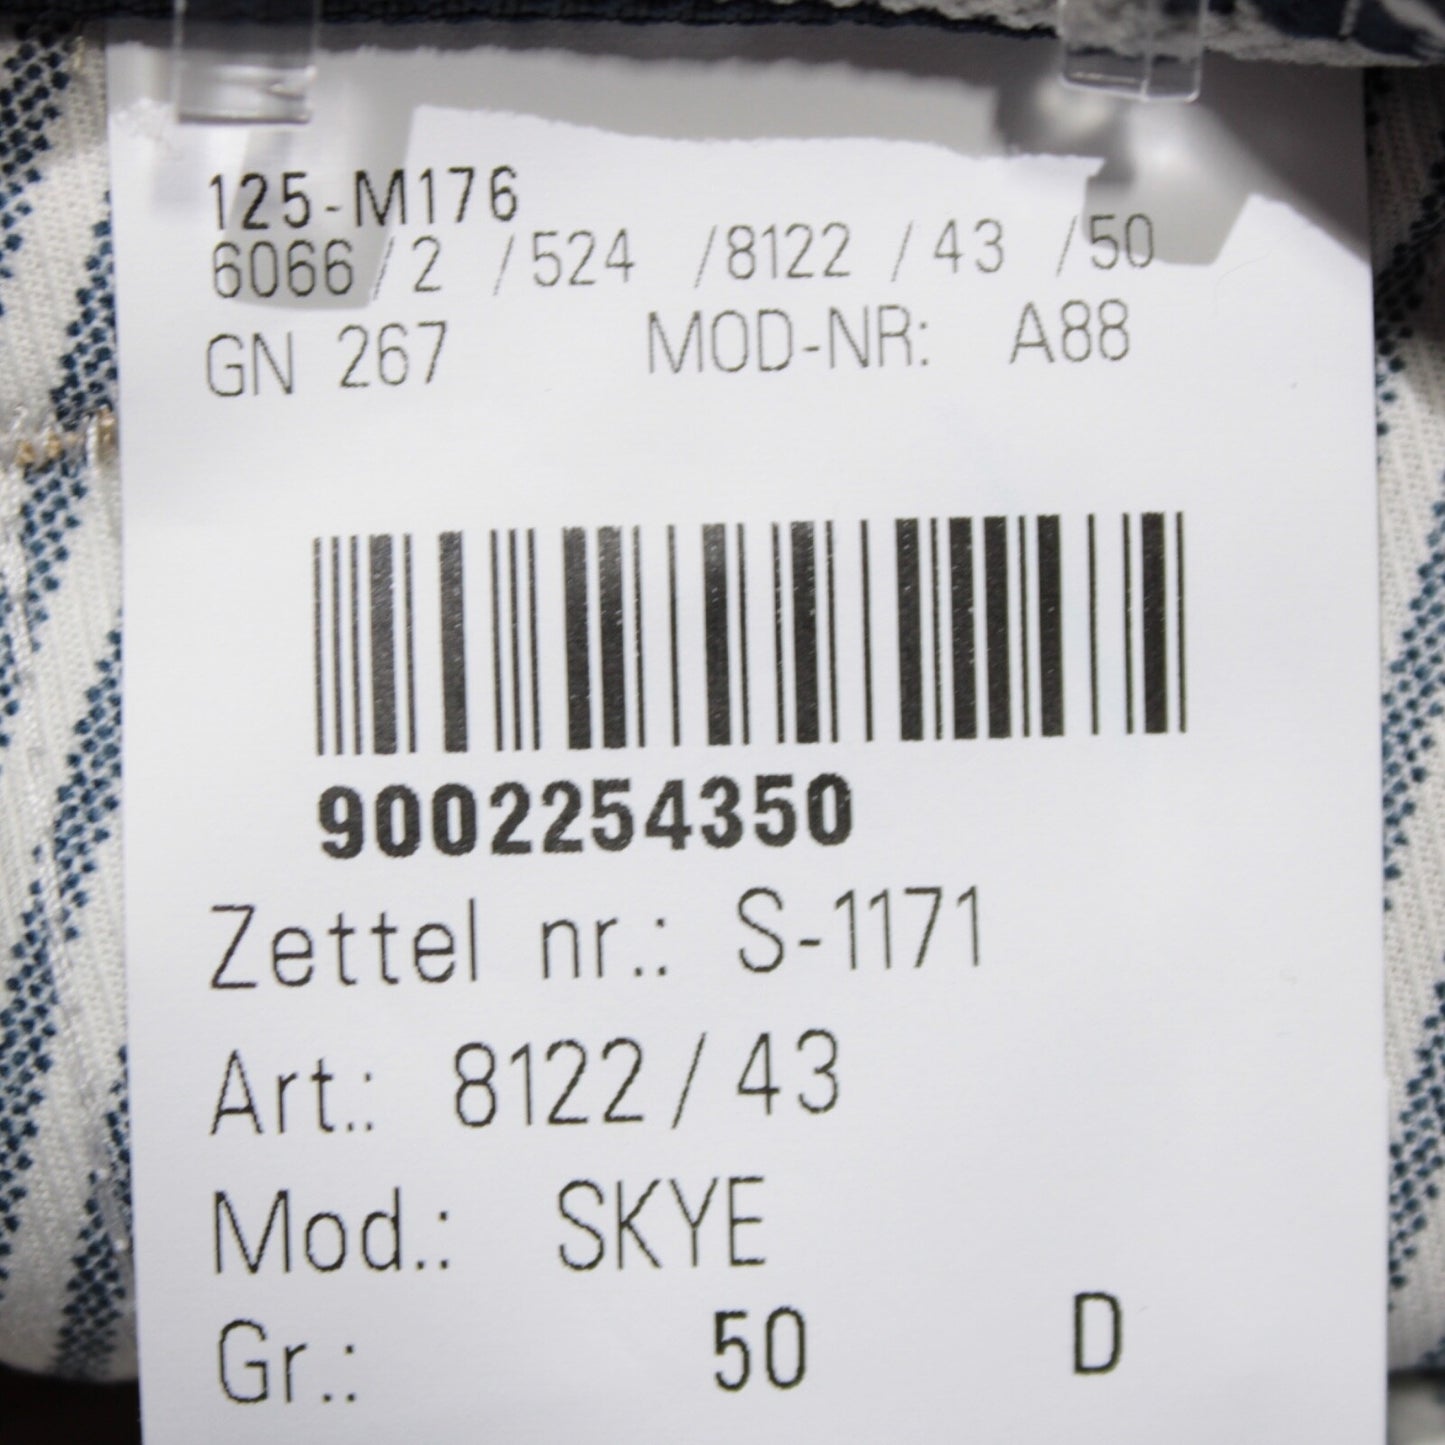 125-M176
6066/2 /524 /8122 /43 /50
GN 267 MOD-NR: A88
9002254350
Zettel nr.: S-1171
Art.: 8122/43
Mod.: SKYE
Gr.: 50 D